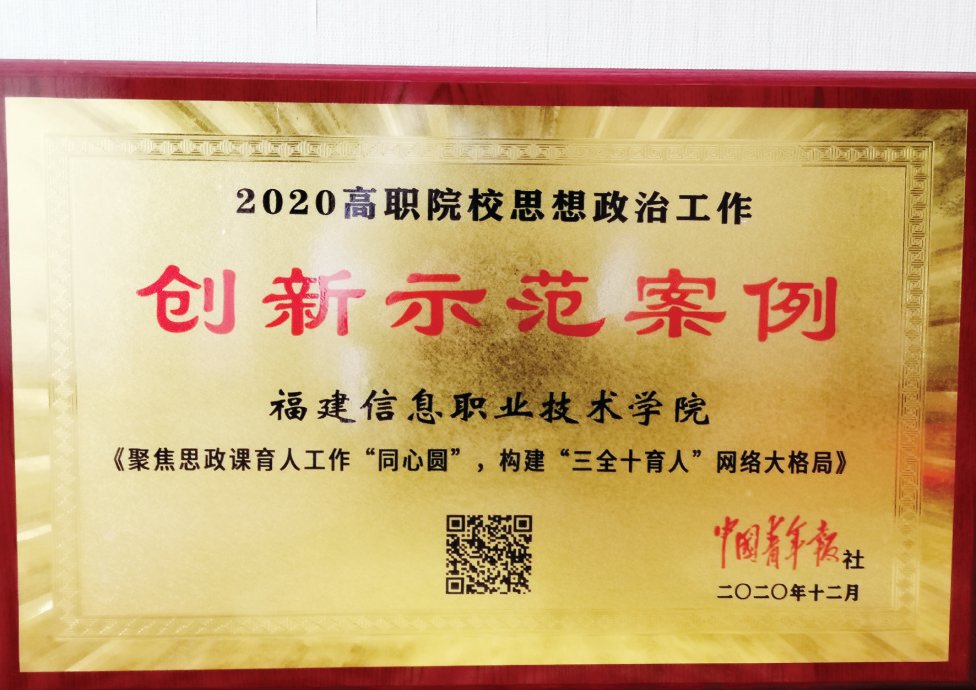 2020高职院校思想政治工作
创新示范案例
福建信息职业技术学院
《聚焦思政课育人工作“同心圆”，构建“三全十育人”网络大格局》
中国青年报社
二〇二〇年十二月